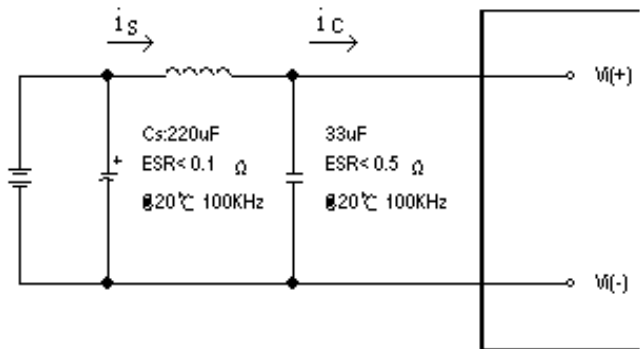 is
ic
Vi(+)
+
Cs:220uF
ESR<0.1 Ω
@20℃ 100KHz
33uF
ESR<0.5 Ω
@20℃ 100KHz
Vi(-)